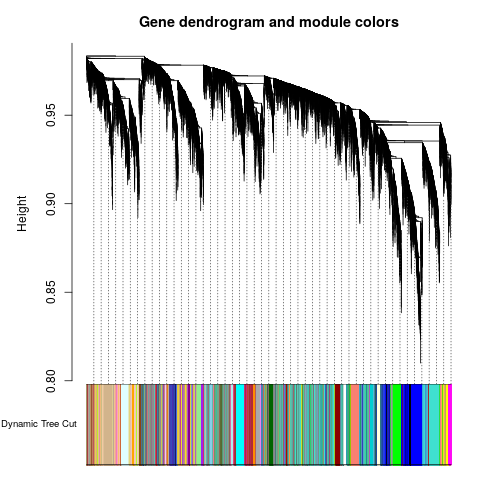 Gene dendrogram and module colors
Height
0.95
0.90
0.85
0.80
Dynamic Tree Cut